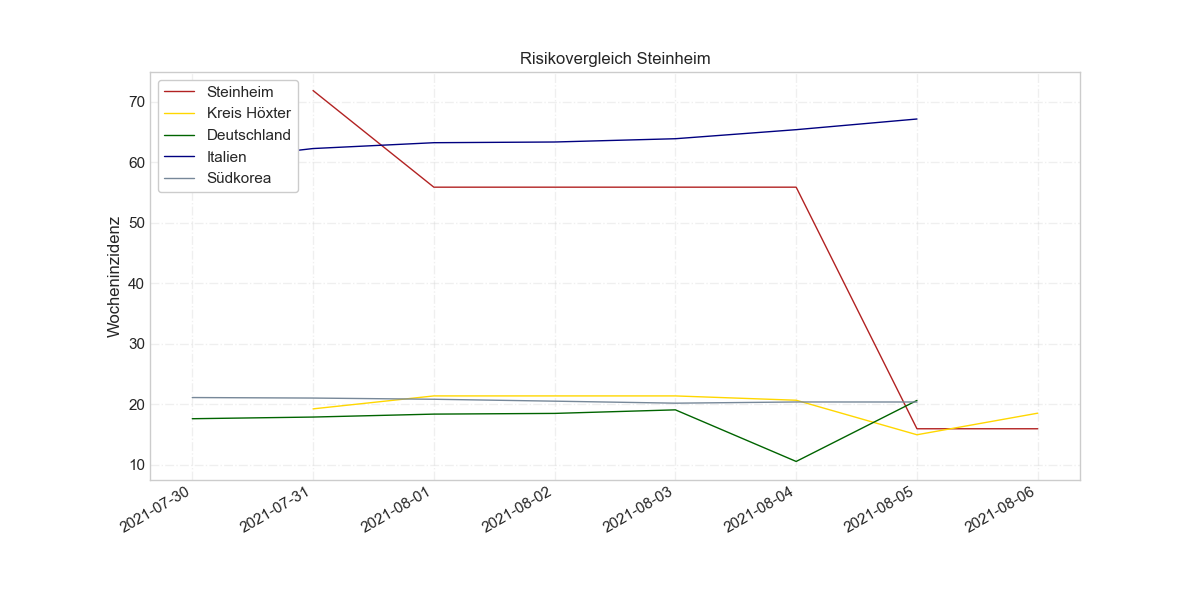 Risikovergleich Steinheim
Steinheim
Kreis Höxter
Deutschland
Italien
Südkorea
Wocheninzidenz
70
60
50
40
30
20
10
2021-07-30
2021-07-31
2021-08-01
2021-08-02
2021-08-03
2021-08-04
2021-08-05
2021-08-06